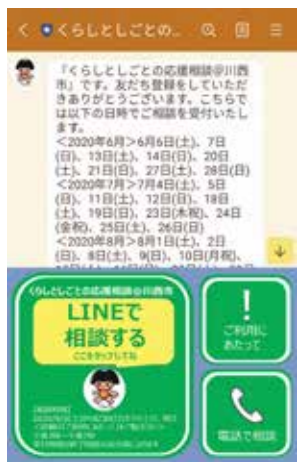 くらしとしごとの...
『くらしとしごとの応援相談@川西
市』です。友だち登録をしていただ
きありがとうございます。こちらで
は以下の日時でご相談を受付いたし
ます。
<2020年6月>6月6日(土)、7日
(日)、13日(土)、14日(日)、20日
(土)、21日(日)、27日(土)、28日(日)
<2020年7月>7月4日(土)、5日
(日)、11日(土)、12日(日)、18日
(土)、19日(日)、23日(木祝)、24日
(金祝)、25日(土)、26日(日)
<2020年8月>8月1日(土)、2日
(日)、8日(土)、9日(日)、10日(月祝)、
くらしとしごとの応援相談@川西市
LINEで
相談する
ここをタップしてね
ご利用に
あたって
電話で相談